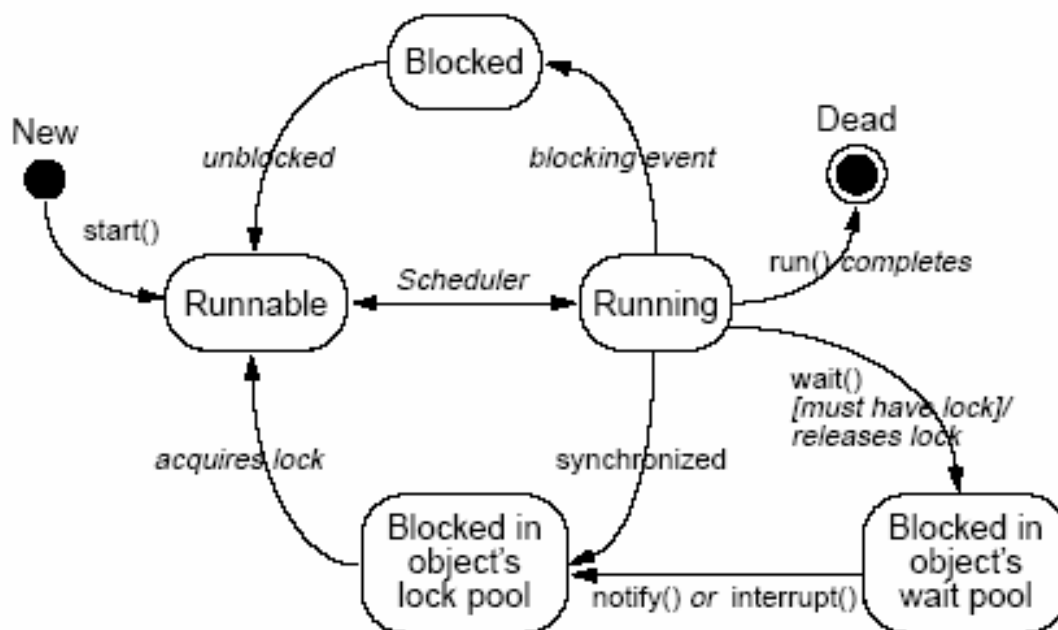 Blocked
New
Dead
unblocked
blocking event
start()
run() completes
Runnable
Scheduler
Running
wait()
[must have lock]/
releases lock
acquires lock
synchronized
Blocked in
object's
lock pool
notify() or interrupt()
Blocked in
object's
wait pool